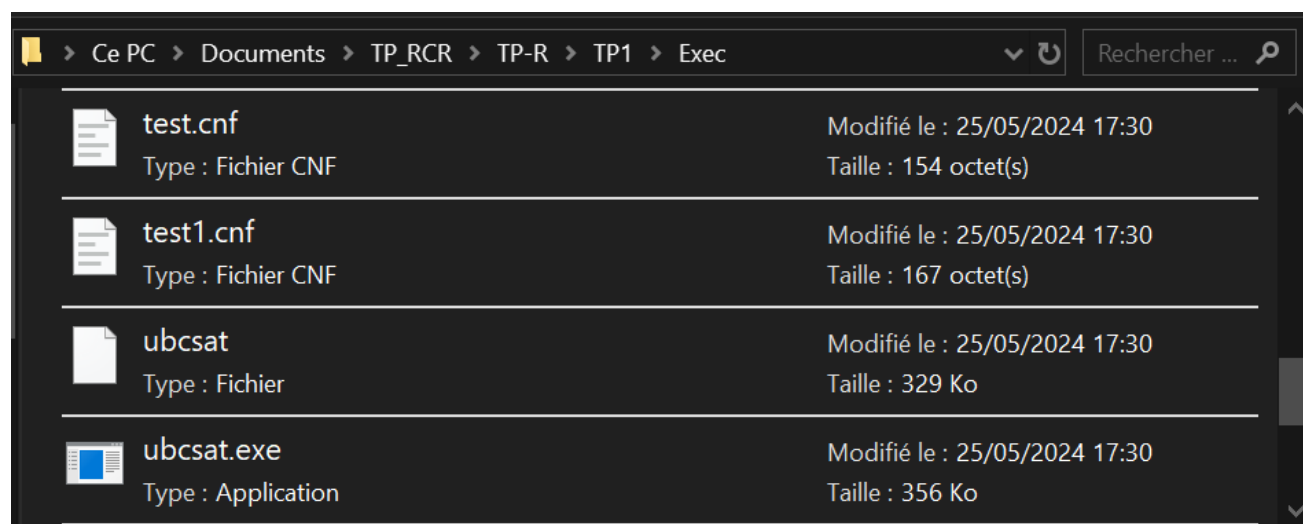 Ce PC > Documents > TP_RCR > TP-R > TP1 > Exec
Rechercher ...
test.cnf
Modifié le : 25/05/2024 17:30
Type : Fichier CNF
Taille : 154 octet(s)
test1.cnf
Modifié le : 25/05/2024 17:30
Type : Fichier CNF
Taille : 167 octet(s)
ubcsat
Modifié le : 25/05/2024 17:30
Type : Fichier
Taille : 329 Ko
ubcsat.exe
Modifié le : 25/05/2024 17:30
Type : Application
Taille : 356 Ko